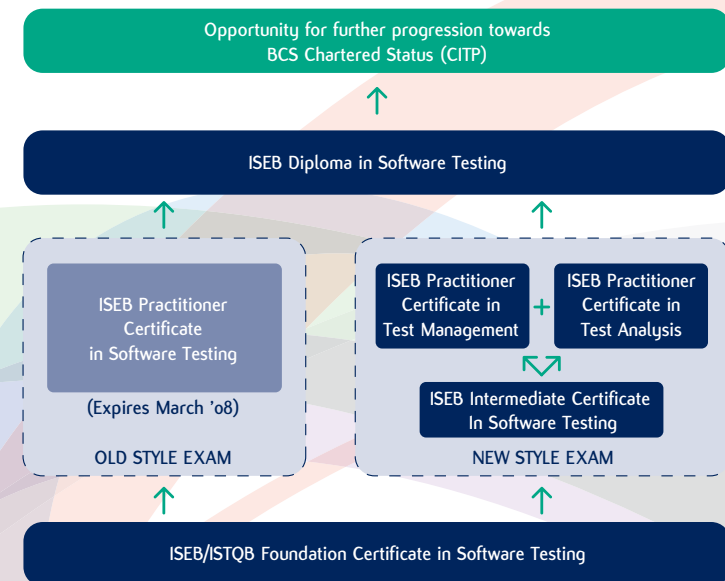 Opportunity for further progression towards
BCS Chartered Status (CITP)
ISEB Diploma in Software Testing
ISEB Practitioner
Certificate
in Software Testing
(Expires March ’08)
OLD STYLE EXAM
ISEB Practitioner
Certificate in
Test Management
+
ISEB Practitioner
Certificate in
Test Analysis
ISEB Intermediate Certificate
In Software Testing
NEW STYLE EXAM
ISEB/ISTQB Foundation Certificate in Software Testing